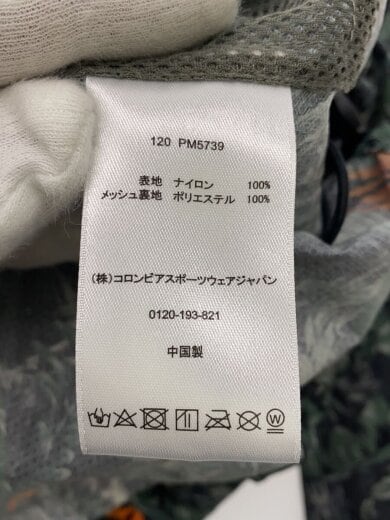 120 PM5739
表地 ナイロン 100%
メッシュ裏地 ポリエステル 100%
(株)コロンビアスポーツウェアジャパン
0120-193-821
中国製